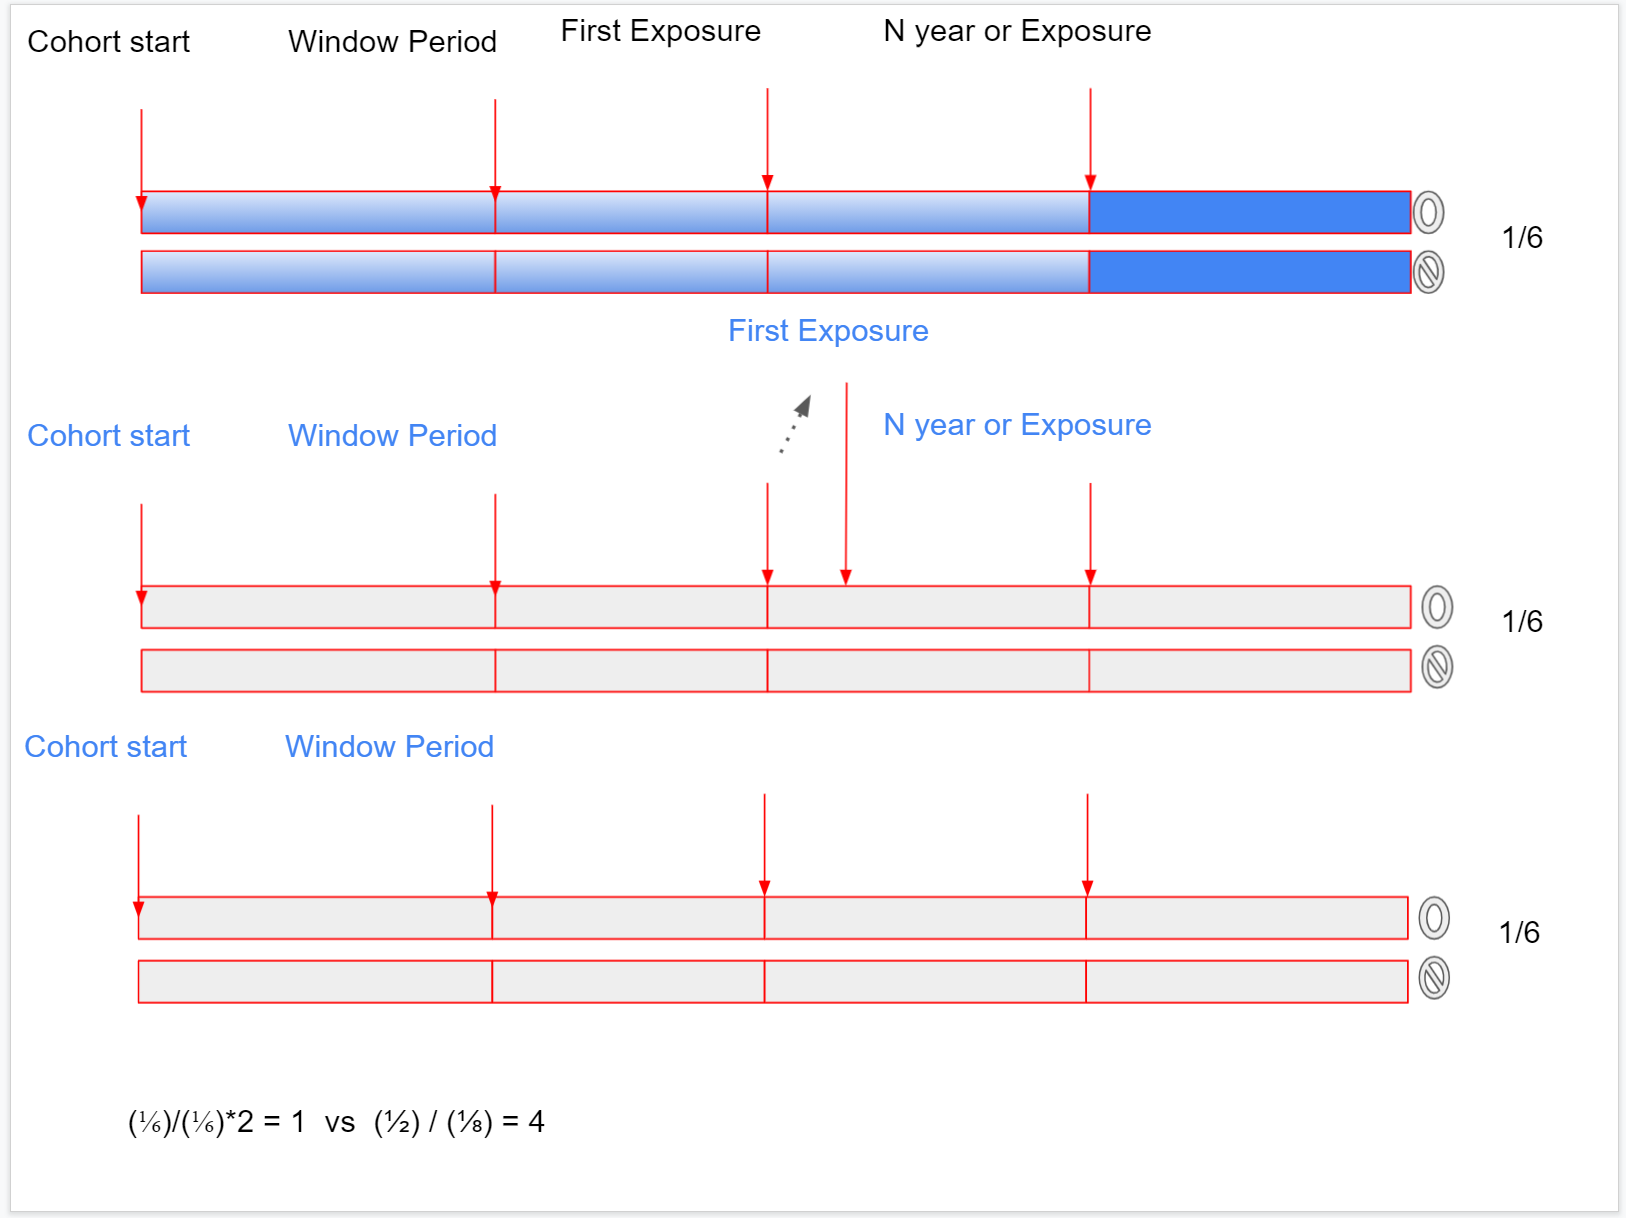 Cohort start
Window Period
First Exposure
N year or Exposure
1/6
First Exposure
Cohort start
Window Period
N year or Exposure
1/6
Cohort start
Window Period
1/6
(⅙)/(⅙)*2 = 1 vs (½) / (⅛) = 4